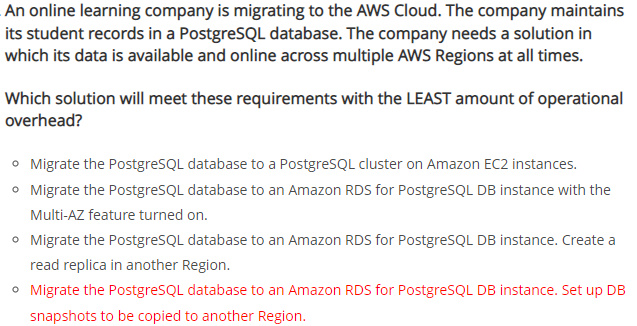 An online learning company is migrating to the AWS Cloud. The company maintains
its student records in a PostgreSQL database. The company needs a solution in
which its data is available and online across multiple AWS Regions at all times.
Which solution will meet these requirements with the LEAST amount of operational
overhead?
Migrate the PostgreSQL database to a PostgreSQL cluster on Amazon EC2 instances.
Migrate the PostgreSQL database to an Amazon RDS for PostgreSQL DB instance with the
Multi-AZ feature turned on.
Migrate the PostgreSQL database to an Amazon RDS for PostgreSQL DB instance. Create a
read replica in another Region.
Migrate the PostgreSQL database to an Amazon RDS for PostgreSQL DB instance. Set up DB
snapshots to be copied to another Region.